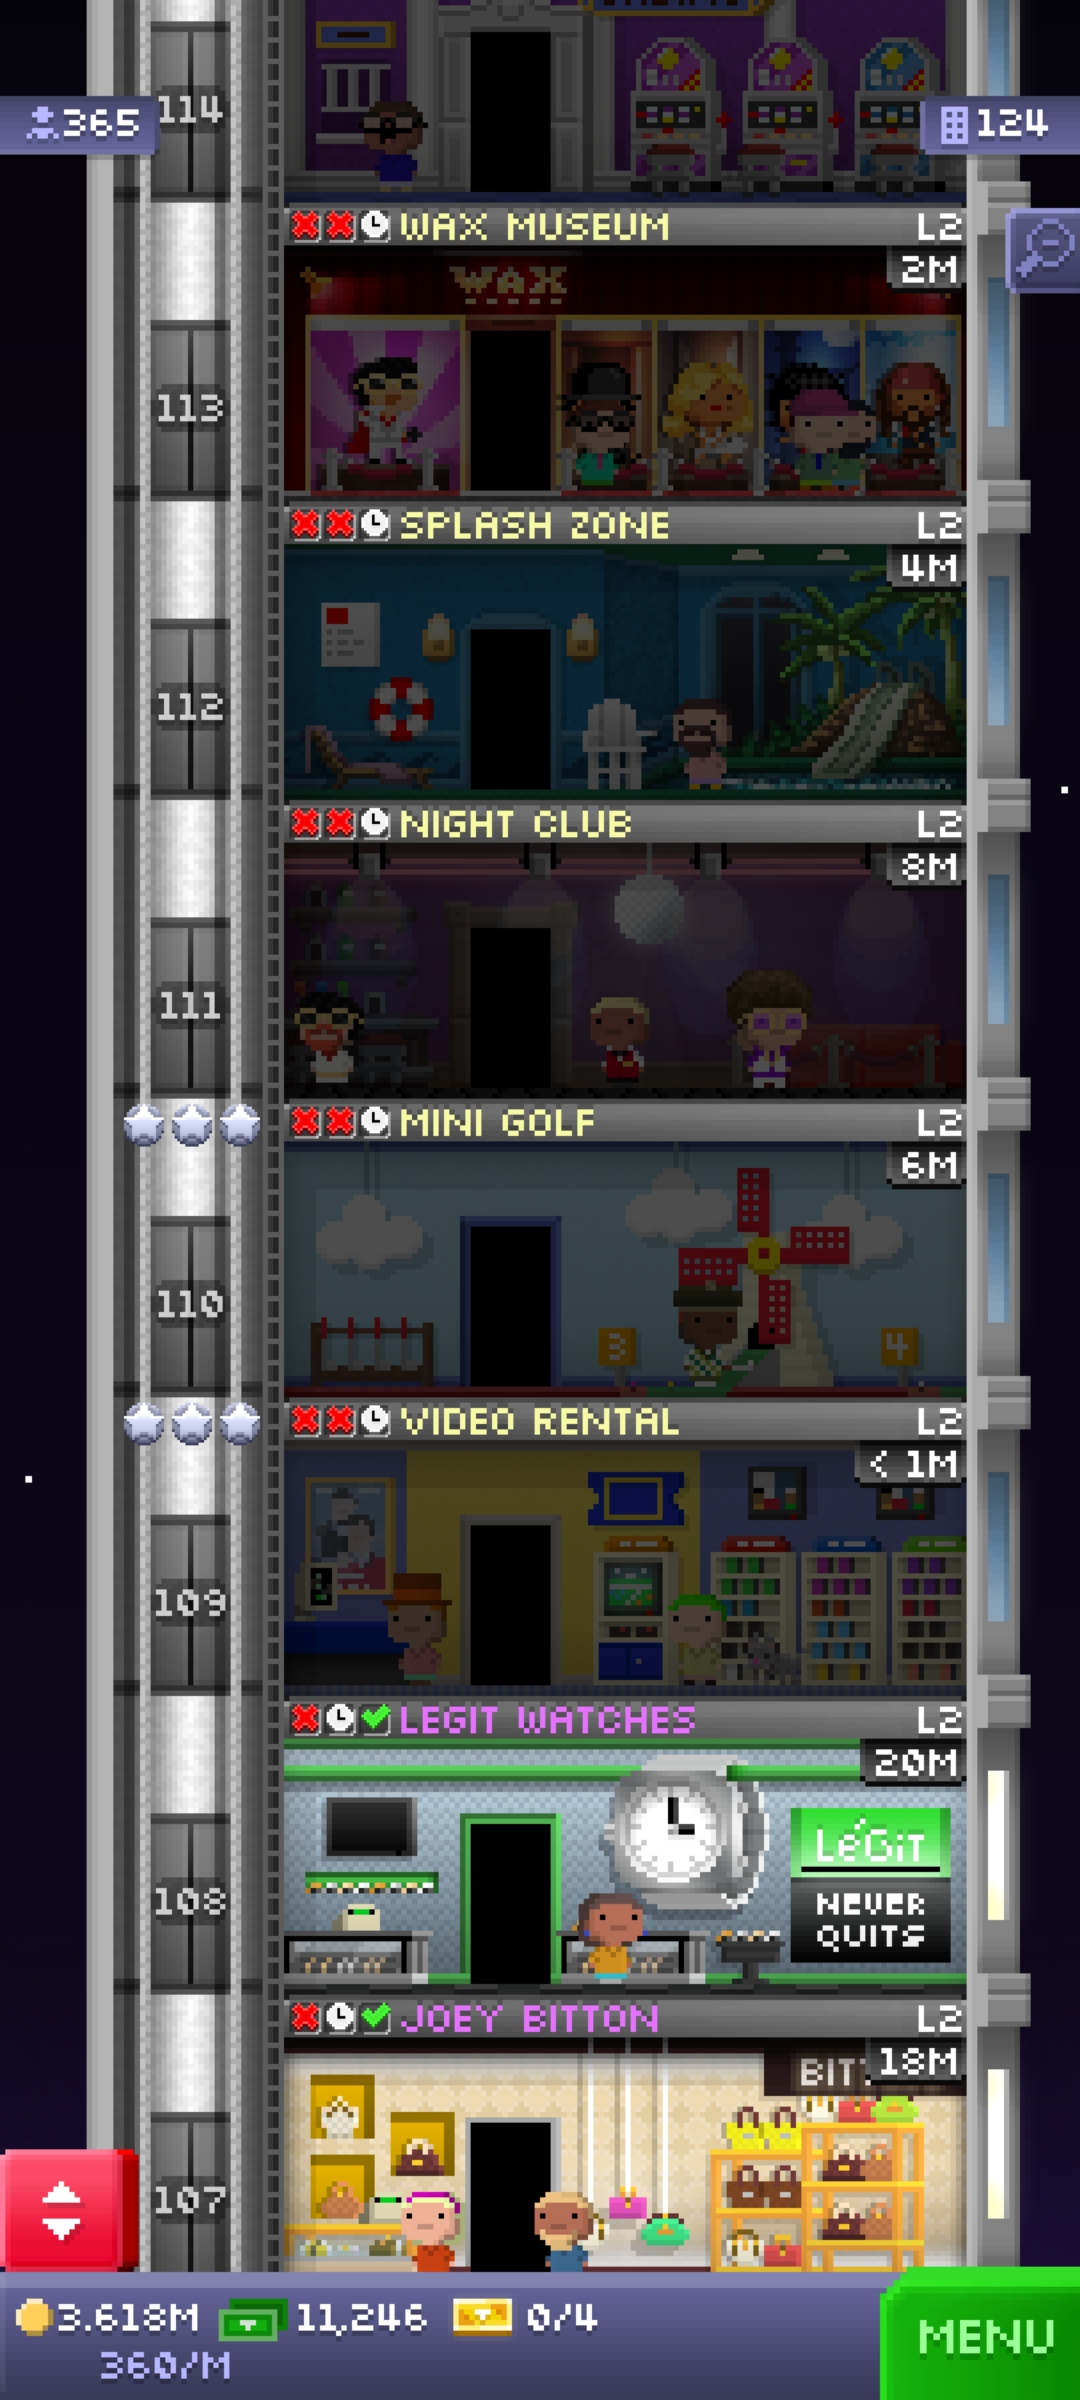 114
365
124
WAX MUSEUM L2
2M
WAX
113
SPLASH ZONE L2
4M
112
NIGHT CLUB L2
8M
111
MINI GOLF L2
6M
110
3 4
VIDEO RENTAL L2
< 1M
109
LEGIT WATCHES L2
20M
LéGiT
NEVER
QUITS
108
JOEY BITTON L2
18M
107
3.618M 11,246 0/4
360/M
MENU